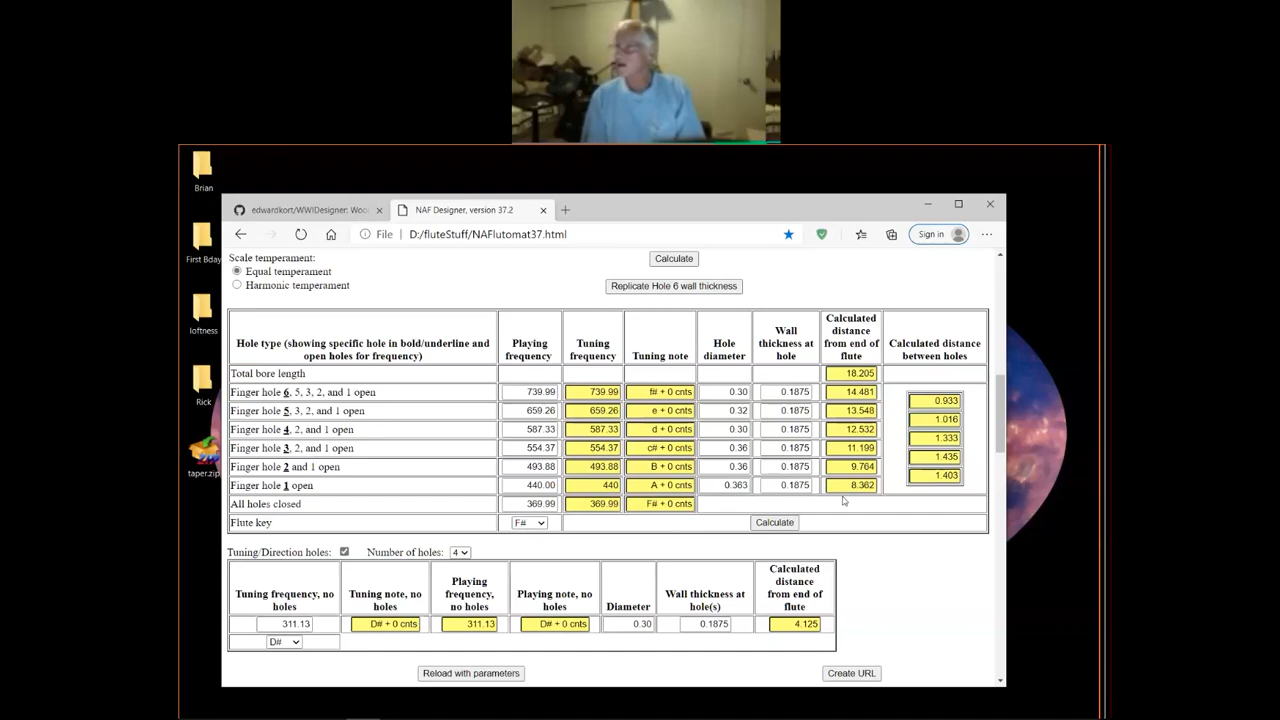 Brian
First Bday
loftness
Rick
taper.zip
edwardkort/WWIDesigner: Woo
NAF Designer, version 37.2
File
D:/fluteStuff/NAFlutomat37.html
Sign in
Scale temperament:
Equal temperament
Harmonic temperament
Calculate
Replicate Hole 6 wall thickness
Hole type (showing specific hole in bold/underline and open holes for frequency) Playing frequency Tuning frequency Tuning note Hole diameter Wall thickness at hole Calculated distance from end of flute Calculated distance between holes
Total bore length 18.205
Finger hole 6, 5, 3, 2, and 1 open 739.99 739.99 f# + 0 cnts 0.30 0.1875 14.481
0.933
Finger hole 5, 3, 2, and 1 open 659.26 659.26 e + 0 cnts 0.32 0.1875 13.548
1.016
Finger hole 4, 2, and 1 open 587.33 587.33 d + 0 cnts 0.30 0.1875 12.532
1.333
Finger hole 3, 2, and 1 open 554.37 554.37 c# + 0 cnts 0.36 0.1875 11.199
1.435
Finger hole 2 and 1 open 493.88 493.88 B + 0 cnts 0.36 0.1875 9.764
1.403
Finger hole 1 open 440.00 440 A + 0 cnts 0.363 0.1875 8.362
All holes closed 369.99 369.99 F# + 0 cnts
Flute key F# Calculate
Tuning/Direction holes: Number of holes: 4
Tuning frequency, no holes Tuning note, no holes Playing frequency, no holes Playing note, no holes Diameter Wall thickness at hole(s) Calculated distance from end of flute
311.13 D# + 0 cnts 311.13 D# + 0 cnts 0.30 0.1875 4.125
D#
Reload with parameters Create URL